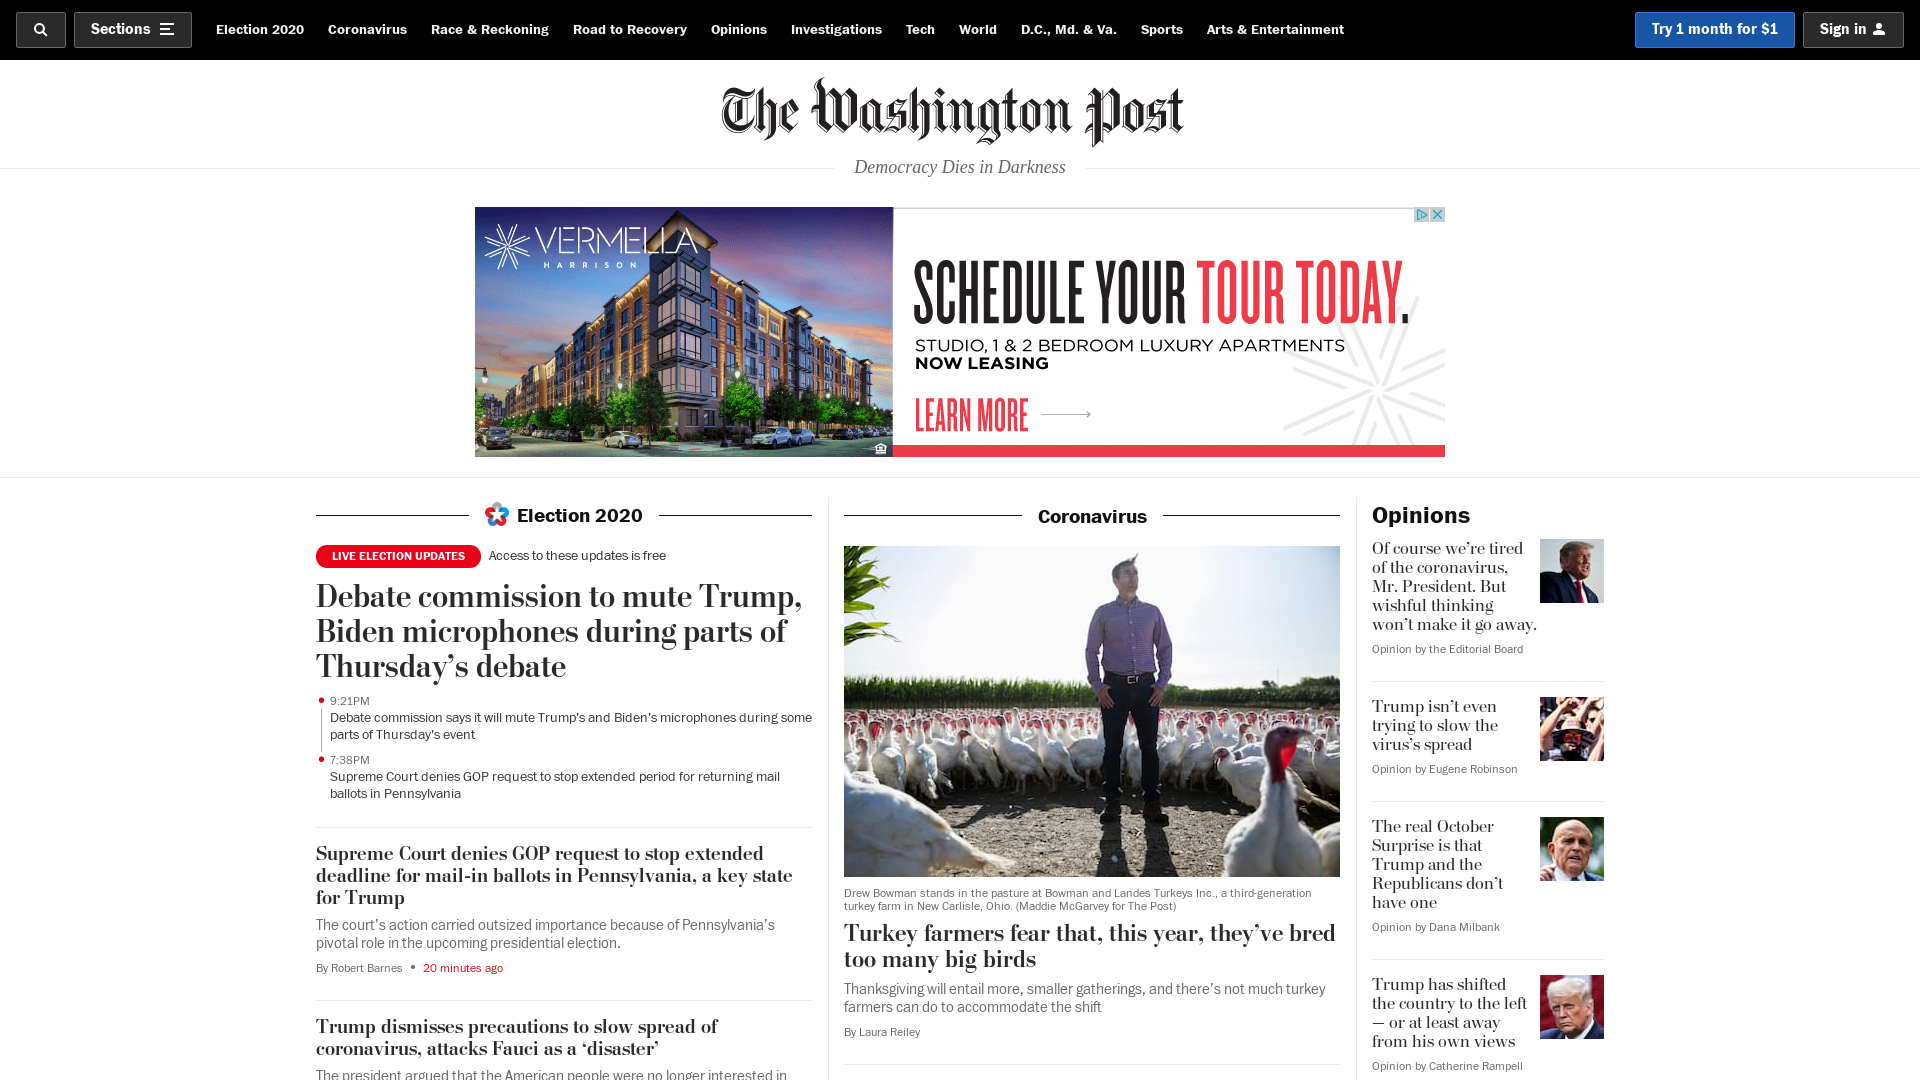 Sections
Election 2020
Coronavirus
Race & Reckoning
Road to Recovery
Opinions
Investigations
Tech
World
D.C., Md. & Va.
Sports
Arts & Entertainment
Try 1 month for $1
Sign in
The Washington Post
Democracy Dies in Darkness
VERMELLA
HARRISON
SCHEDULE YOUR TOUR TODAY.
STUDIO, 1 & 2 BEDROOM LUXURY APARTMENTS
NOW LEASING
LEARN MORE
Election 2020
LIVE ELECTION UPDATES
Access to these updates is free
Debate commission to mute Trump,
Biden microphones during parts of
Thursday’s debate
9:21PM
Debate commission says it will mute Trump’s and Biden’s microphones during some
parts of Thursday’s event
7:38PM
Supreme Court denies GOP request to stop extended period for returning mail
ballots in Pennsylvania
Supreme Court denies GOP request to stop extended
deadline for mail-in ballots in Pennsylvania, a key state
for Trump
The court’s action carried outsized importance because of Pennsylvania’s
pivotal role in the upcoming presidential election.
By Robert Barnes • 20 minutes ago
Trump dismisses precautions to slow spread of
coronavirus, attacks Fauci as a ‘disaster’
The president argued that the American people were no longer interested in
Coronavirus
Drew Bowman stands in the pasture at Bowman and Landes Turkeys Inc., a third-generation
turkey farm in New Carlisle, Ohio. (Maddie McGarvey for The Post)
Turkey farmers fear that, this year, they’ve bred
too many big birds
Thanksgiving will entail more, smaller gatherings, and there’s not much turkey
farmers can do to accommodate the shift
By Laura Reiley
Opinions
Of course we’re tired
of the coronavirus,
Mr. President. But
wishful thinking
won’t make it go away.
Opinion by the Editorial Board
Trump isn’t even
trying to slow the
virus’s spread
Opinion by Eugene Robinson
The real October
Surprise is that
Trump and the
Republicans don’t
have one
Opinion by Dana Milbank
Trump has shifted
the country to the left
— or at least away
from his own views
Opinion by Catherine Rampell